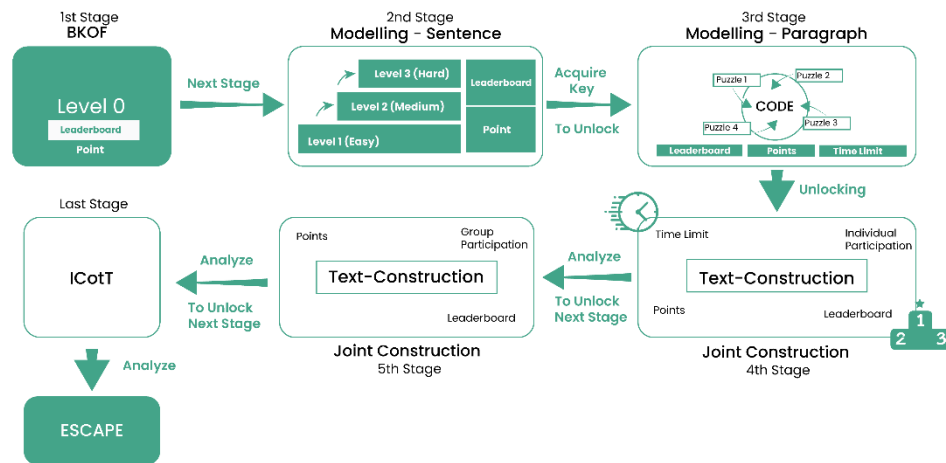 1st Stage
BKOF
Level 0
Leaderboard
Point
Next Stage
2nd Stage
Modelling - Sentence
Level 3 (Hard)
Level 2 (Medium)
Level 1 (Easy)
Leaderboard
Point
Acquire
Key
To Unlock
3rd Stage
Modelling - Paragraph
Puzzle 1
Puzzle 2
CODE
Puzzle 4
Puzzle 3
Leaderboard
Points
Time Limit
Unlocking
Time Limit
Individual
Participation
Text-Construction
Points
Leaderboard
1
2
3
Joint Construction
4th Stage
Analyze
To Unlock
Next Stage
Points
Group
Participation
Text-Construction
Leaderboard
Joint Construction
5th Stage
Analyze
To Unlock
Next Stage
Last Stage
ICotT
Analyze
ESCAPE